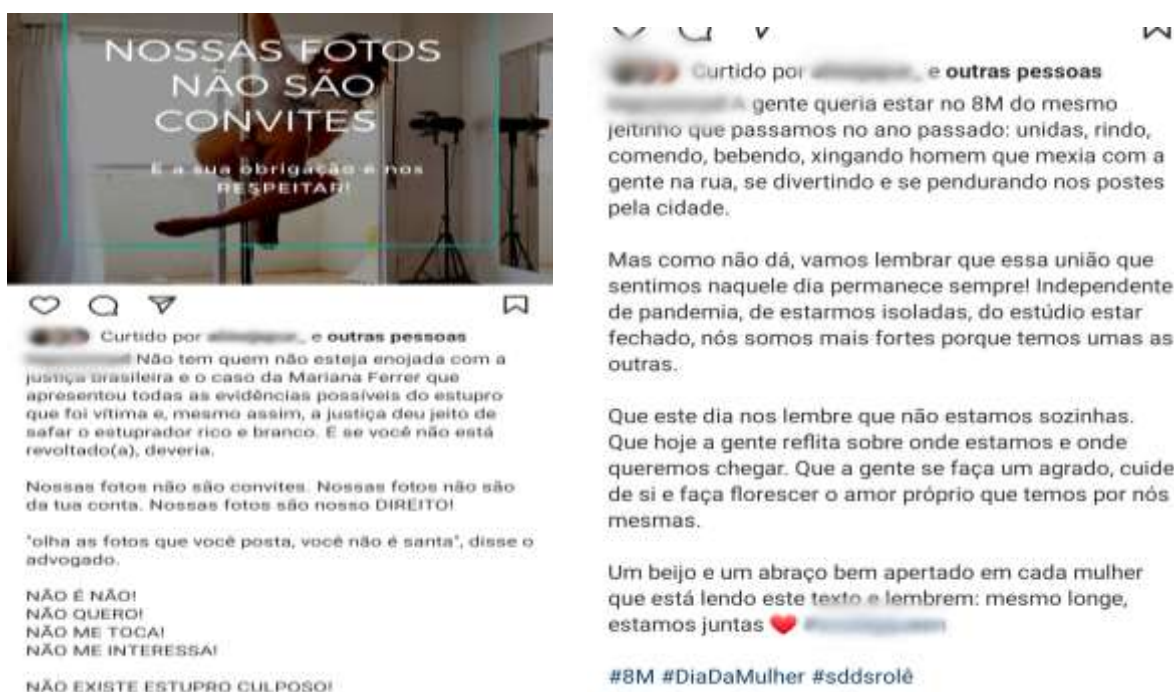 NOSSAS FOTOS
NÃO SÃO
CONVITES
E a sua obrigação é nos
RESPEITAR!
Curtido por e outras pessoas
Não tem quem não esteja enojada com a
justiça brasileira e o caso da Mariana Ferrer que
apresentou todas as evidências possíveis do estupro
que foi vítima e, mesmo assim, a justiça deu jeito de
safar o estuprador rico e branco. E se você não está
revoltado(a), deveria.
Nossas fotos não são convites. Nossas fotos não são
da tua conta. Nossas fotos são nosso DIREITO!
"olha as fotos que você posta, você não é santa", disse o
advogado.
NÃO É NÃO!
NÃO QUERO!
NÃO ME TOCA!
NÃO ME INTERESSA!
NÃO EXISTE ESTUPRO CULPOSO!
Curtido por e outras pessoas
A gente queria estar no 8M do mesmo
jeitinho que passamos no ano passado: unidas, rindo,
comendo, bebendo, xingando homem que mexia com a
gente na rua, se divertindo e se pendurando nos postes
pela cidade.
Mas como não dá, vamos lembrar que essa união que
sentimos naquele dia permanece sempre! Independente
de pandemia, de estarmos isoladas, do estúdio estar
fechado, nós somos mais fortes porque temos umas as
outras.
Que este dia nos lembre que não estamos sozinhas.
Que hoje a gente reflita sobre onde estamos e onde
queremos chegar. Que a gente se faça um agrado, cuide
de si e faça florescer o amor próprio que temos por nós
mesmas.
Um beijo e um abraço bem apertado em cada mulher
que está lendo este texto e lembrem: mesmo longe,
estamos juntas ❤️
#8M #DiaDaMulher #sddsrolê